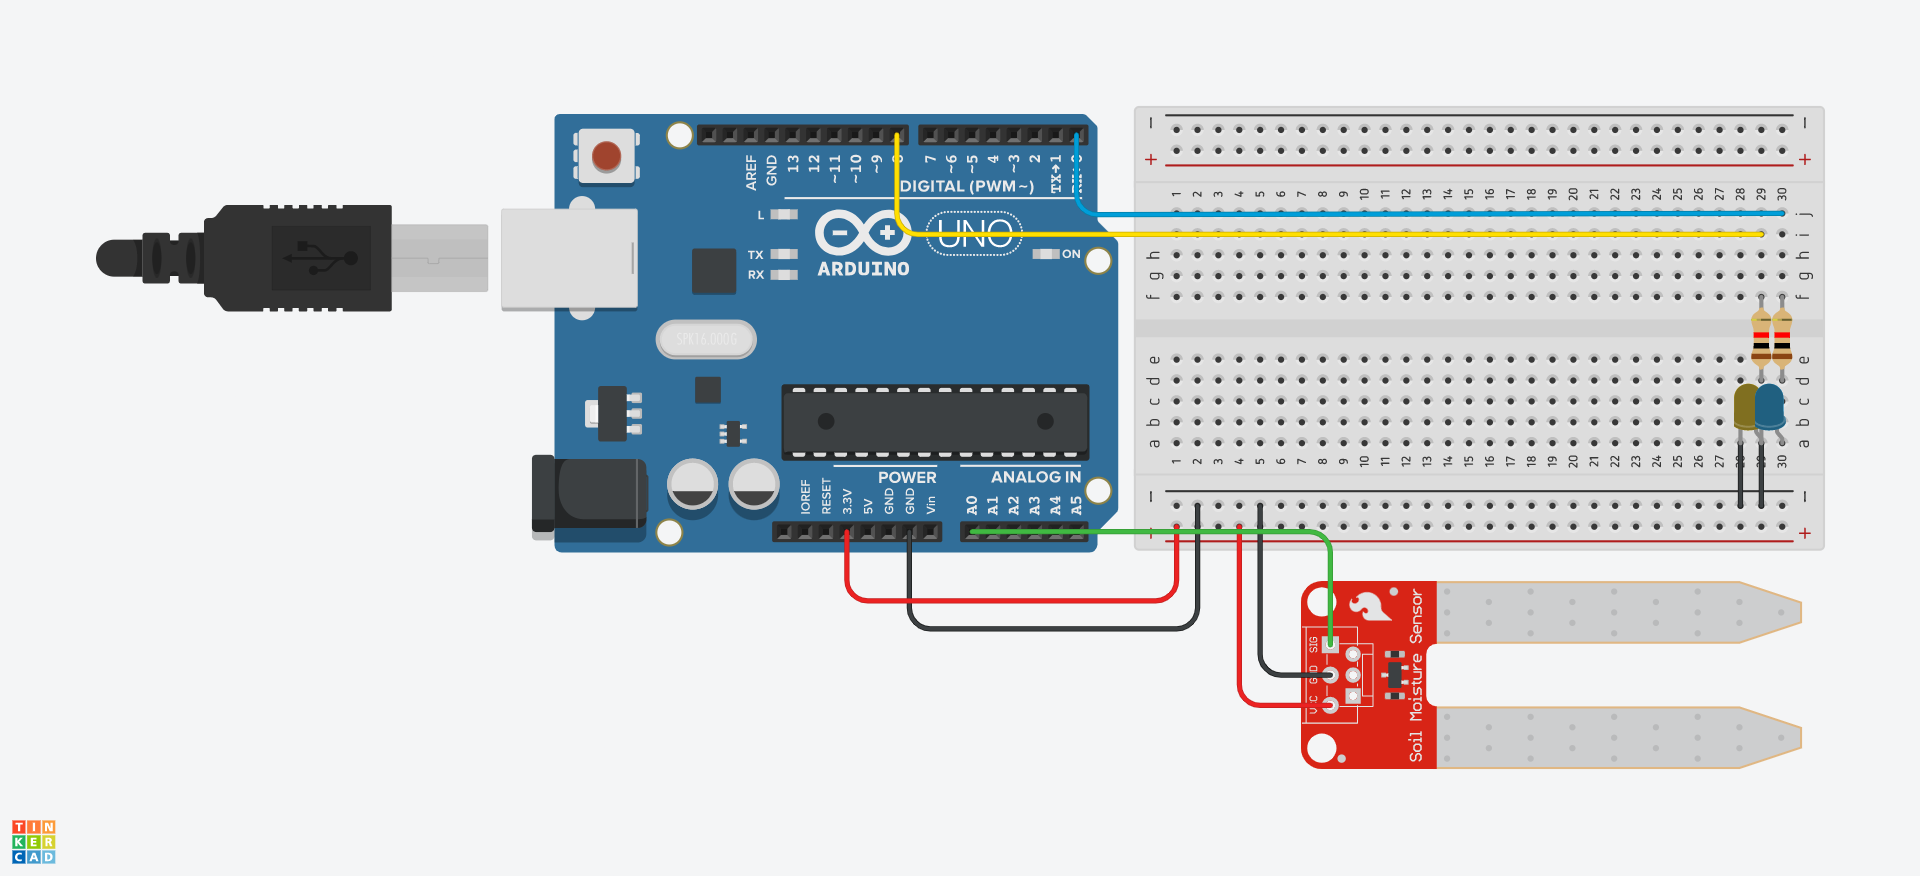 AREF
GND
13
12
~11
~10
~9
8
7
~6
~5
4
~3
2
TX→1
DIGITAL (PWM~)
L
TX
RX
UNO
ON
ARDUINO
SPK16.000G
POWER
ANALOG IN
IOREF
RESET
3.3V
5V
GND
GND
Vin
A0
A1
A2
A3
A4
A5
− −
+ +
1 2 3 4 5 6 7 8 9 10 11 12 13 14 15 16 17 18 19 20 21 22 23 24 25 26 27 28 29 30
j
i i
h h
g g
f f
e e
d d
c c
b b
a a
1 2 3 4 5 6 7 8 9 10 11 12 13 14 15 16 17 18 19 20 21 22 23 24 25 26 27 28 29 30
− −
+ +
SIG
GND
VCC
Soil Moisture Sensor
TIN
KER
CAD